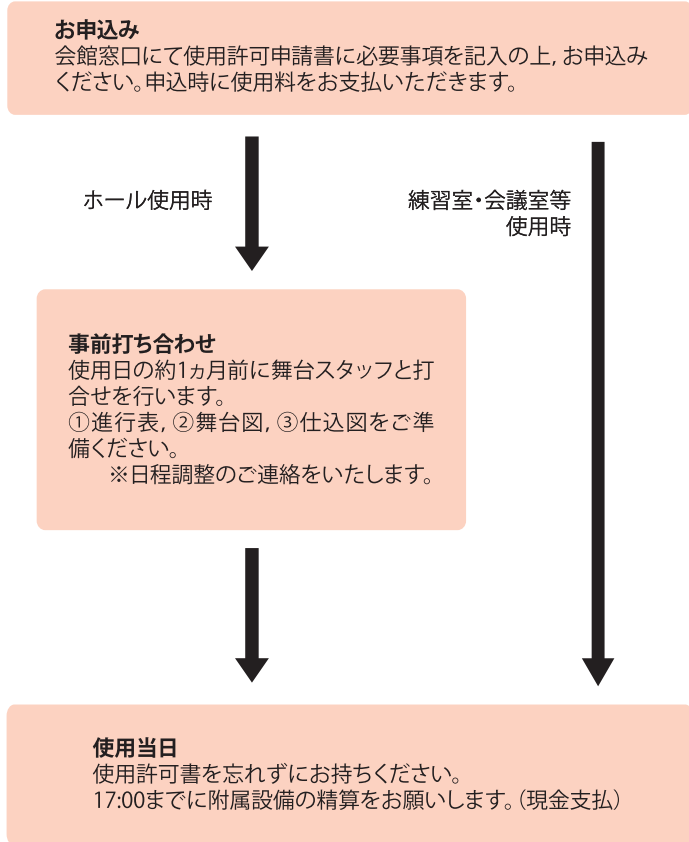 お申込み
会館窓口にて使用許可申請書に必要事項を記入の上, お申込み
ください。申込時に使用料をお支払いただきます。
ホール使用時
練習室・会議室等
使用時
事前打ち合わせ
使用日の約1ヵ月前に舞台スタッフと打
合せを行います。
①進行表, ②舞台図, ③仕込図をご準
備ください。
※日程調整のご連絡をいたします。
使用当日
使用許可書を忘れずにお持ちください。
17:00までに附属設備の精算をお願いします。(現金支払)